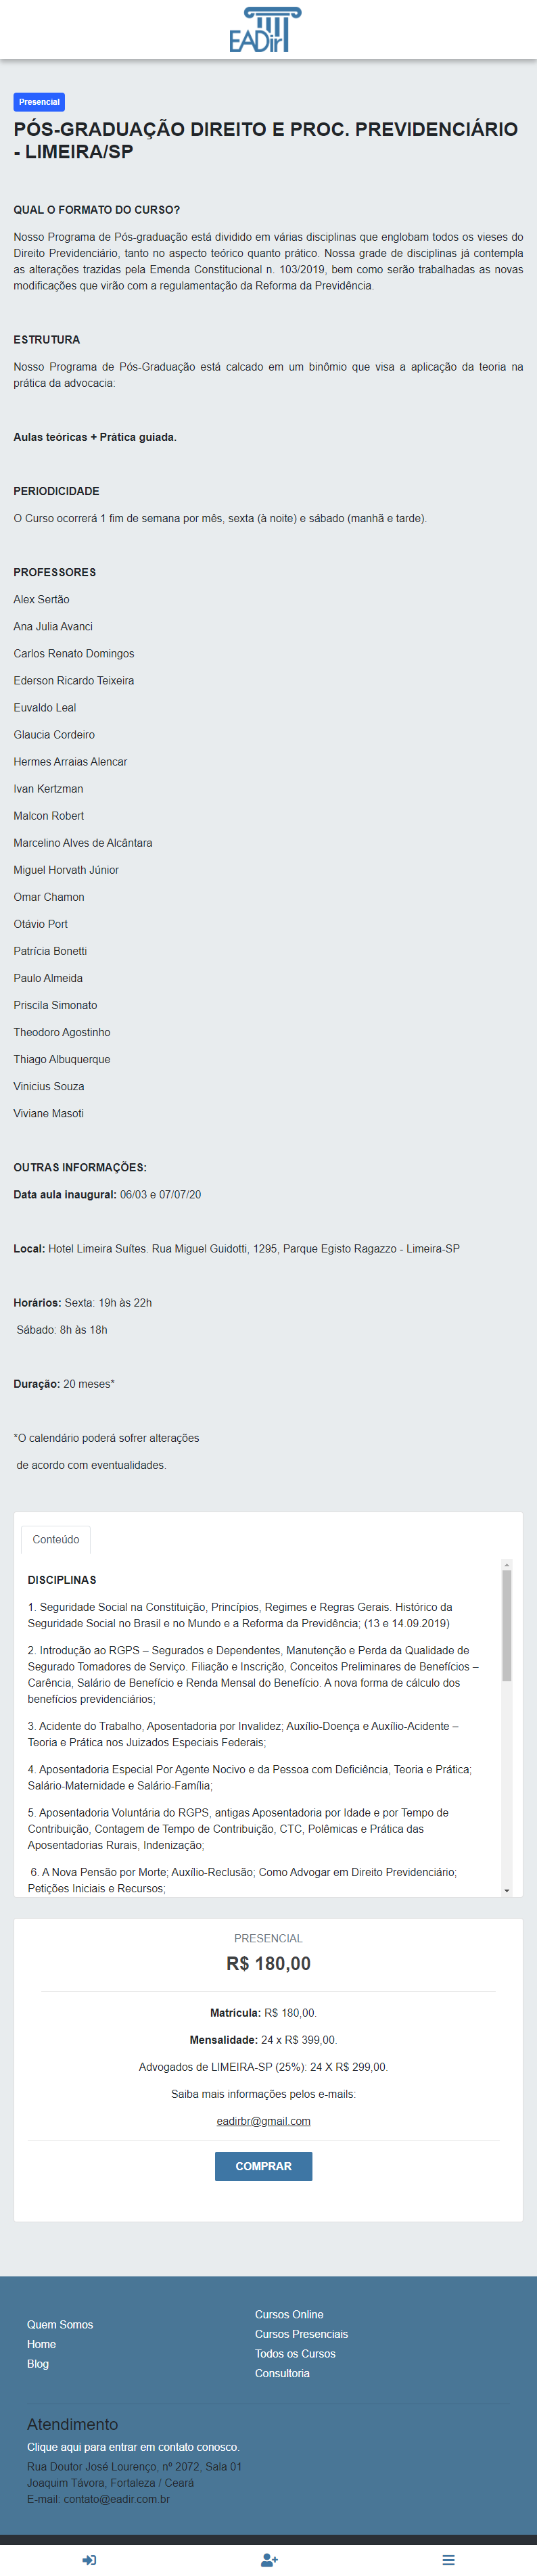 EADir
Presencial
PÓS-GRADUAÇÃO DIREITO E PROC. PREVIDENCIÁRIO
- LIMEIRA/SP
QUAL O FORMATO DO CURSO?
Nosso Programa de Pós-graduação está dividido em várias disciplinas que englobam todos os vieses do
Direito Previdenciário, tanto no aspecto teórico quanto prático. Nossa grade de disciplinas já contempla
as alterações trazidas pela Emenda Constitucional n. 103/2019, bem como serão trabalhadas as novas
modificações que virão com a regulamentação da Reforma da Previdência.
ESTRUTURA
Nosso Programa de Pós-Graduação está calcado em um binômio que visa a aplicação da teoria na
prática da advocacia:
Aulas teóricas + Prática guiada.
PERIODICIDADE
O Curso ocorrerá 1 fim de semana por mês, sexta (à noite) e sábado (manhã e tarde).
PROFESSORES
Alex Sertão
Ana Julia Avanci
Carlos Renato Domingos
Ederson Ricardo Teixeira
Euvaldo Leal
Glaucia Cordeiro
Hermes Arraias Alencar
Ivan Kertzman
Malcon Robert
Marcelino Alves de Alcântara
Miguel Horvath Júnior
Omar Chamon
Otávio Port
Patrícia Bonetti
Paulo Almeida
Priscila Simonato
Theodoro Agostinho
Thiago Albuquerque
Vinicius Souza
Viviane Masoti
OUTRAS INFORMAÇÕES:
Data aula inaugural: 06/03 e 07/07/20
Local: Hotel Limeira Suítes. Rua Miguel Guidotti, 1295, Parque Egisto Ragazzo - Limeira-SP
Horários: Sexta: 19h às 22h
Sábado: 8h às 18h
Duração: 20 meses*
*O calendário poderá sofrer alterações
de acordo com eventualidades.
Conteúdo
DISCIPLINAS
1. Seguridade Social na Constituição, Princípios, Regimes e Regras Gerais. Histórico da
Seguridade Social no Brasil e no Mundo e a Reforma da Previdência; (13 e 14.09.2019)
2. Introdução ao RGPS – Segurados e Dependentes, Manutenção e Perda da Qualidade de
Segurado Tomadores de Serviço. Filiação e Inscrição, Conceitos Preliminares de Benefícios –
Carência, Salário de Benefício e Renda Mensal do Benefício. A nova forma de cálculo dos
benefícios previdenciários;
3. Acidente do Trabalho, Aposentadoria por Invalidez; Auxílio-Doença e Auxílio-Acidente –
Teoria e Prática nos Juizados Especiais Federais;
4. Aposentadoria Especial Por Agente Nocivo e da Pessoa com Deficiência, Teoria e Prática;
Salário-Maternidade e Salário-Família;
5. Aposentadoria Voluntária do RGPS, antigas Aposentadoria por Idade e por Tempo de
Contribuição, Contagem de Tempo de Contribuição, CTC, Polêmicas e Prática das
Aposentadorias Rurais, Indenização;
6. A Nova Pensão por Morte; Auxílio-Reclusão; Como Advogar em Direito Previdenciário;
Petições Iniciais e Recursos;
PRESENCIAL
R$ 180,00
Matrícula: R$ 180,00.
Mensalidade: 24 x R$ 399,00.
Advogados de LIMEIRA-SP (25%): 24 X R$ 299,00.
Saiba mais informações pelos e-mails:
eadirbr@gmail.com
COMPRAR
Quem Somos
Home
Blog
Cursos Online
Cursos Presenciais
Todos os Cursos
Consultoria
Atendimento
Clique aqui para entrar em contato conosco.
Rua Doutor José Lourenço, nº 2072, Sala 01
Joaquim Távora, Fortaleza / Ceará
E-mail: contato@eadir.com.br